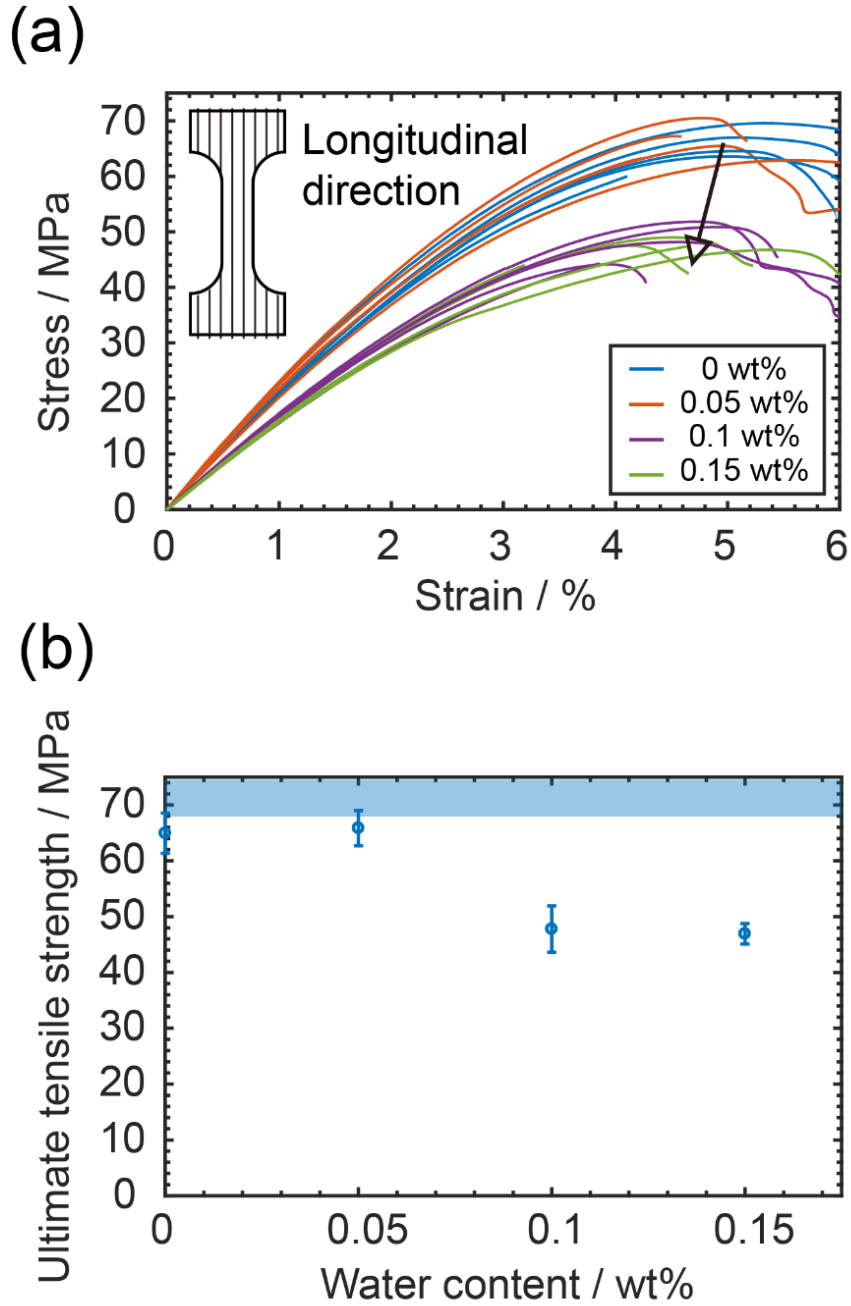 (a)
Stress / MPa
70
60
50
40
30
20
10
0
Longitudinal
direction
0 wt%
0.05 wt%
0.1 wt%
0.15 wt%
0 1 2 3 4 5 6
Strain / %
(b)
Ultimate tensile strength / MPa
70
60
50
40
30
20
10
0
0 0.05 0.1 0.15
Water content / wt%